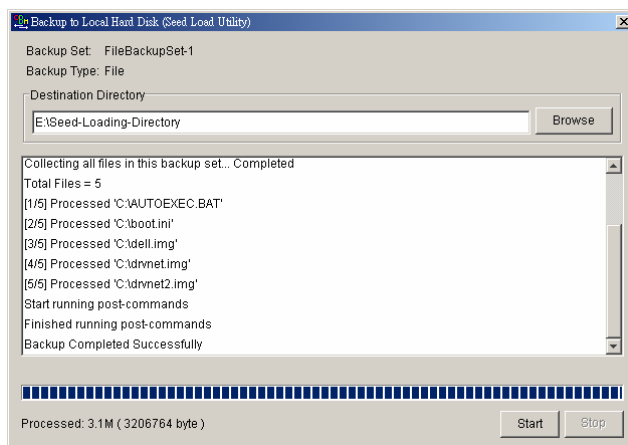 Backup to Local Hard Disk (Seed Load Utility)
Backup Set: FileBackupSet-1
Backup Type: File
Destination Directory
E:\Seed-Loading-Directory
Browse
Collecting all files in this backup set... Completed
Total Files = 5
[1/5] Processed 'C:\AUTOEXEC.BAT'
[2/5] Processed 'C:\boot.ini'
[3/5] Processed 'C:\dell.img'
[4/5] Processed 'C:\drvnet.img'
[5/5] Processed 'C:\drvnet2.img'
Start running post-commands
Finished running post-commands
Backup Completed Successfully
Processed: 3.1M ( 3206764 byte )
Start
Stop